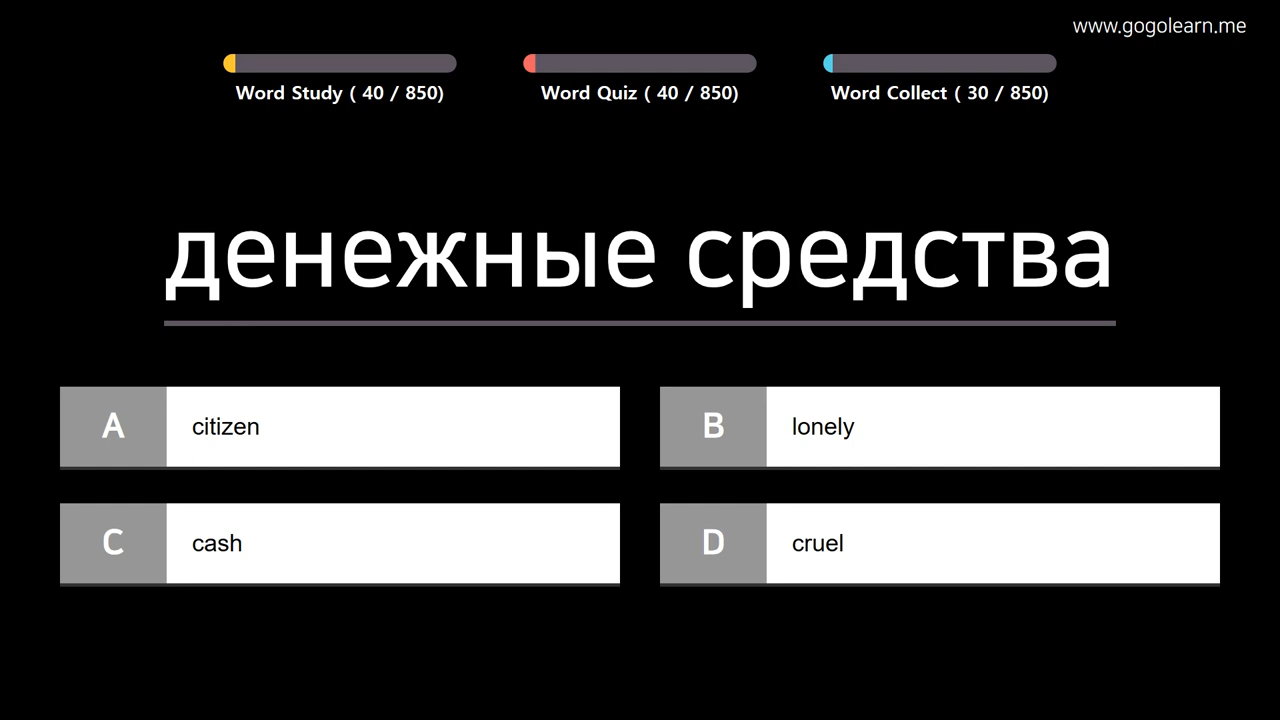 www.gogolearn.me
Word Study ( 40 / 850)
Word Quiz ( 40 / 850)
Word Collect ( 30 / 850)
денежные средства
A citizen
B lonely
C cash
D cruel